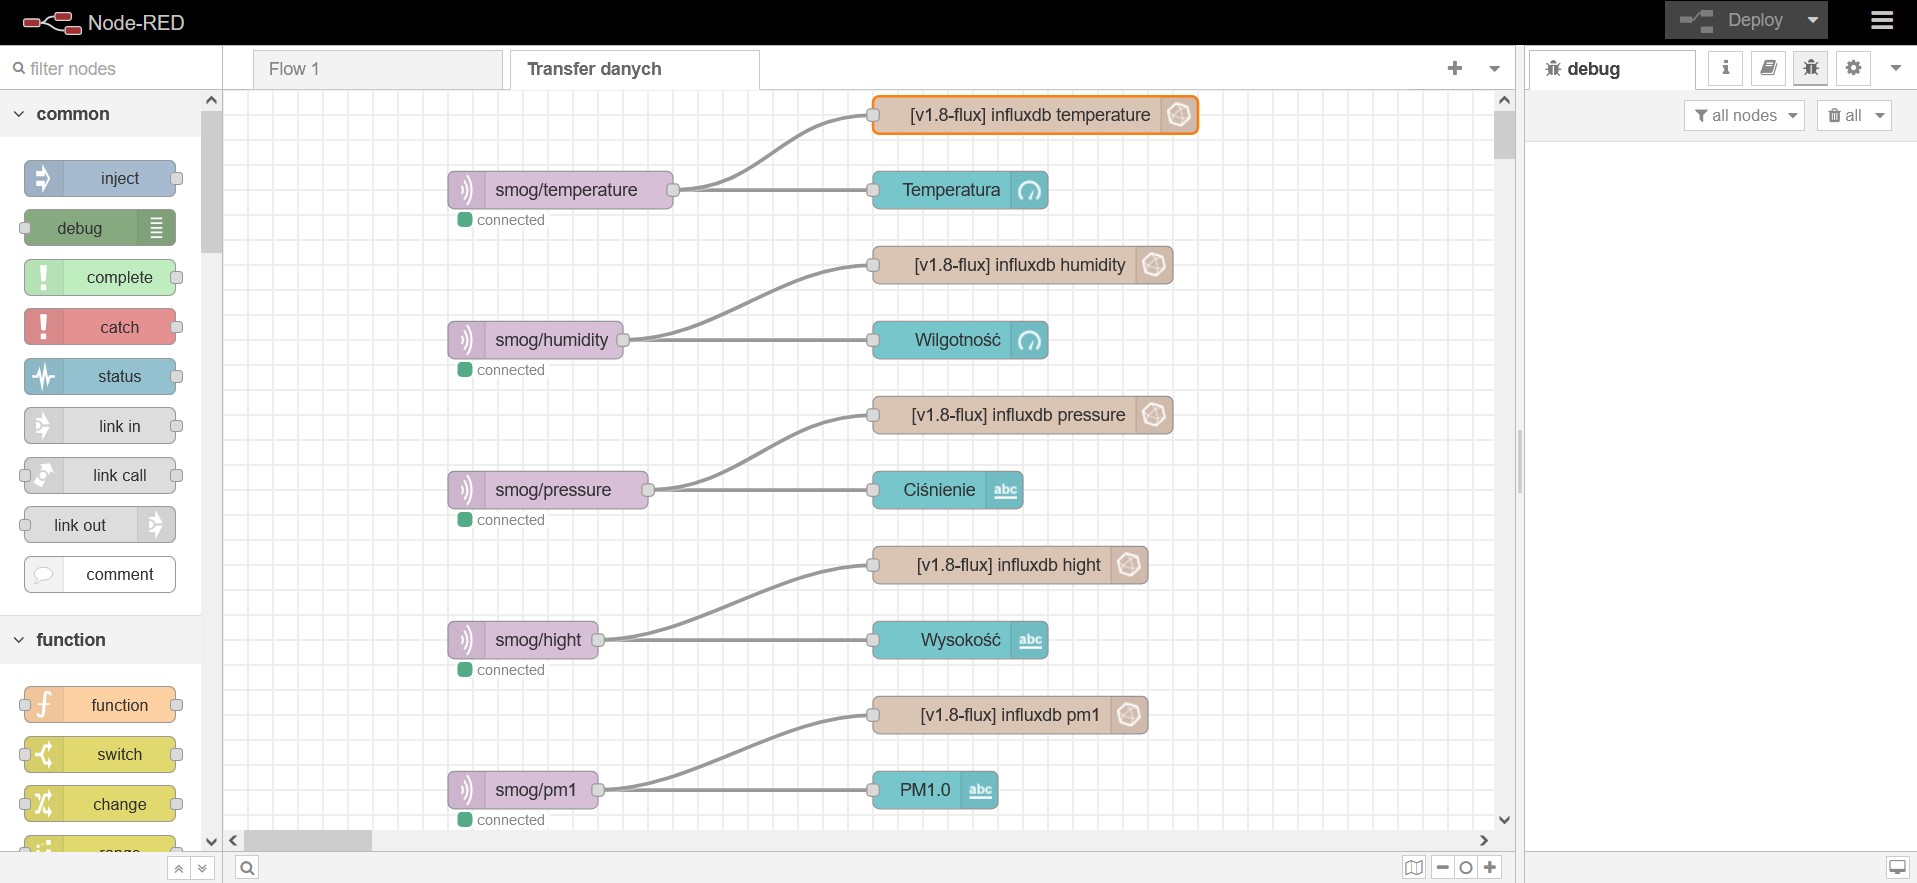 Node-RED
Deploy
filter nodes
Flow 1
Transfer danych
debug
all nodes
all
common
inject
debug
complete
catch
status
link in
link call
link out
comment
function
function
switch
change
range
[v1.8-flux] influxdb temperature
smog/temperature
connected
Temperatura
[v1.8-flux] influxdb humidity
smog/humidity
connected
Wilgotność
[v1.8-flux] influxdb pressure
smog/pressure
connected
Ciśnienie
abc
[v1.8-flux] influxdb hight
smog/hight
connected
Wysokość
abc
[v1.8-flux] influxdb pm1
smog/pm1
connected
PM1.0
abc